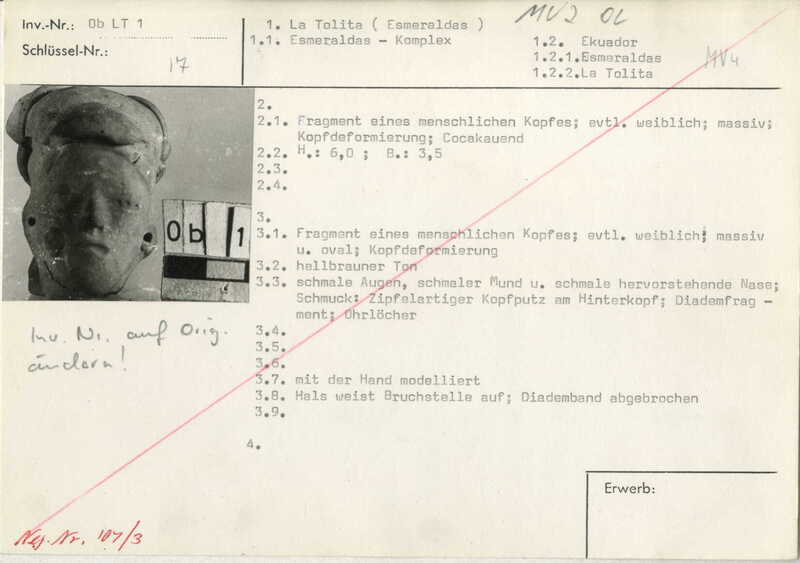 Inv.-Nr.: Ob LT 1
Schlüssel-Nr.: 17
1. La Tolita ( Esmeraldas )
1.1. Esmeraldas - Komplex
MV2 OL
1.2. Ekuador
1.2.1.Esmeraldas
1.2.2.La Tolita
MV4
2.
2.1. Fragment eines menschlichen Kopfes; evtl. weiblich; massiv;
Kopfdeformierung; Cocakauend
2.2. H.: 6,0 ; B.: 3,5
2.3.
2.4.
3.
3.1. Fragment eines menschlichen Kopfes; evtl. weiblich; massiv
u. oval; Kopfdeformierung
3.2. hellbrauner Ton
3.3. schmale Augen, schmaler Mund u. schmale hervorstehende Nase;
Schmuck: Zipfelartiger Kopfputz am Hinterkopf; Diademfrag -
ment; Ohrlöcher
3.4.
3.5.
3.6.
3.7. mit der Hand modelliert
3.8. Hals weist Bruchstelle auf; Diademband abgebrochen
3.9.
4.
Ob 1
Inv. Nr. auf Orig.
ändern!
Neg. Nr. 107/3
Erwerb: